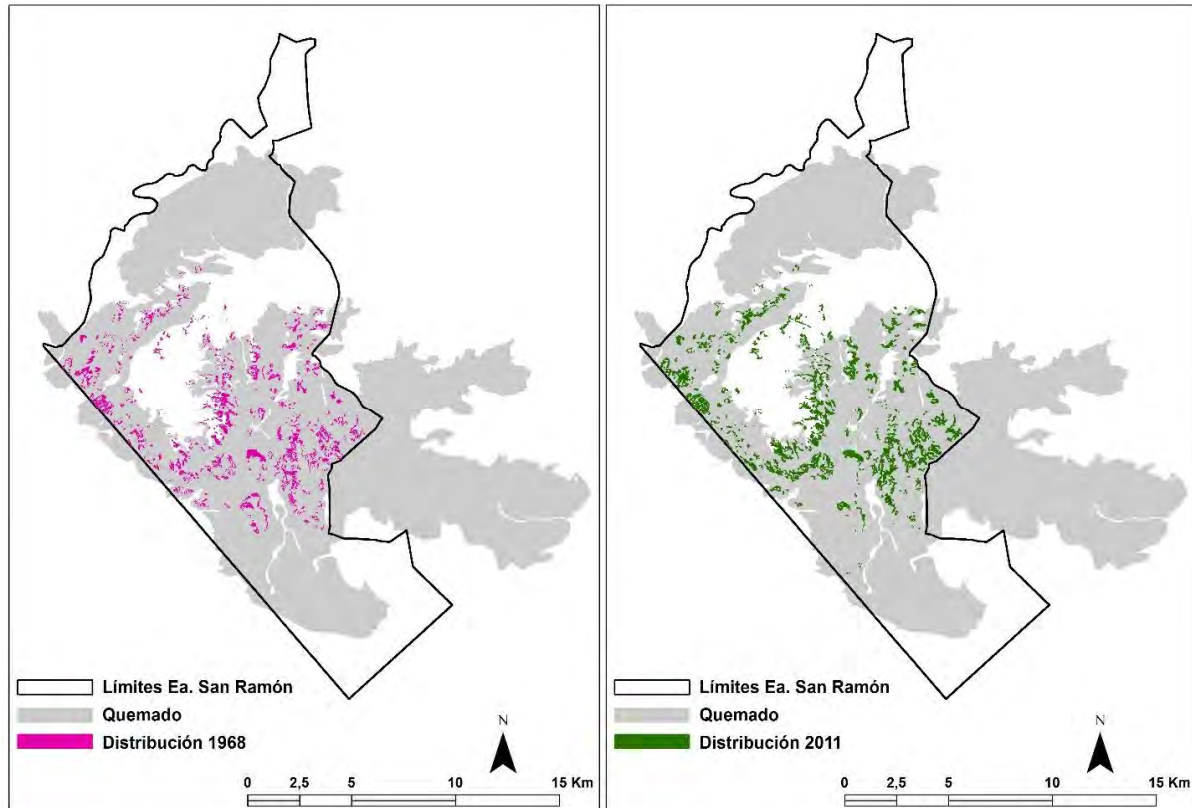 Límites Ea. San Ramón
Quemado
Distribución 1968
N
0 2,5 5 10 15 Km
Límites Ea. San Ramón
Quemado
Distribución 2011
N
0 2,5 5 10 15 Km